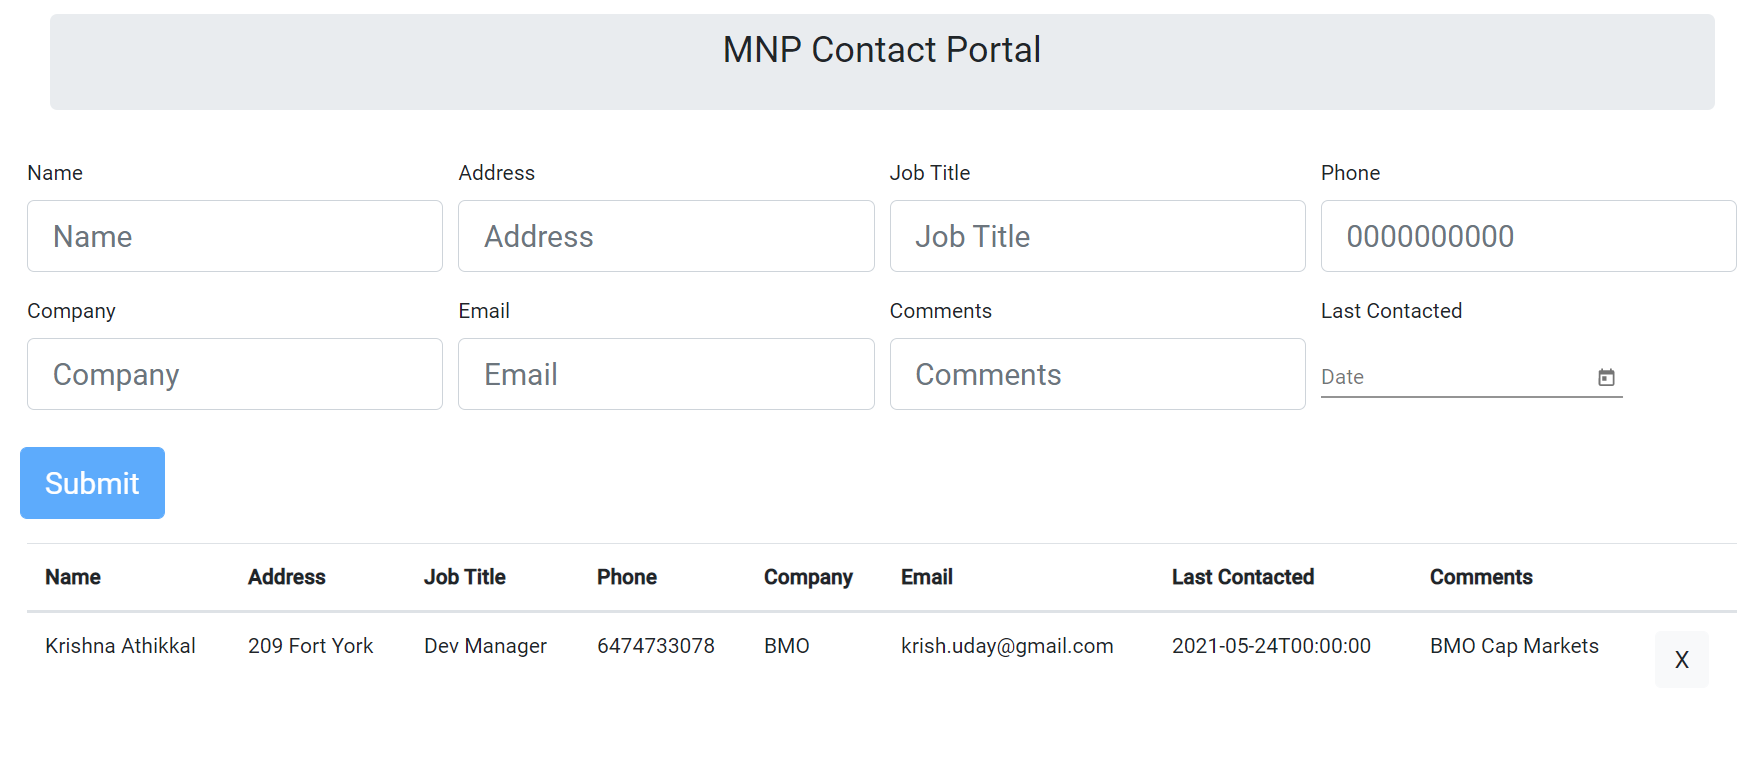 MNP Contact Portal
Name Address Job Title Phone
Name Address Job Title 0000000000
Company Email Comments Last Contacted
Company Email Comments Date
Submit
Name Address Job Title Phone Company Email Last Contacted Comments
Krishna Athikkal 209 Fort York Dev Manager 6474733078 BMO krish.uday@gmail.com 2021-05-24T00:00:00 BMO Cap Markets X